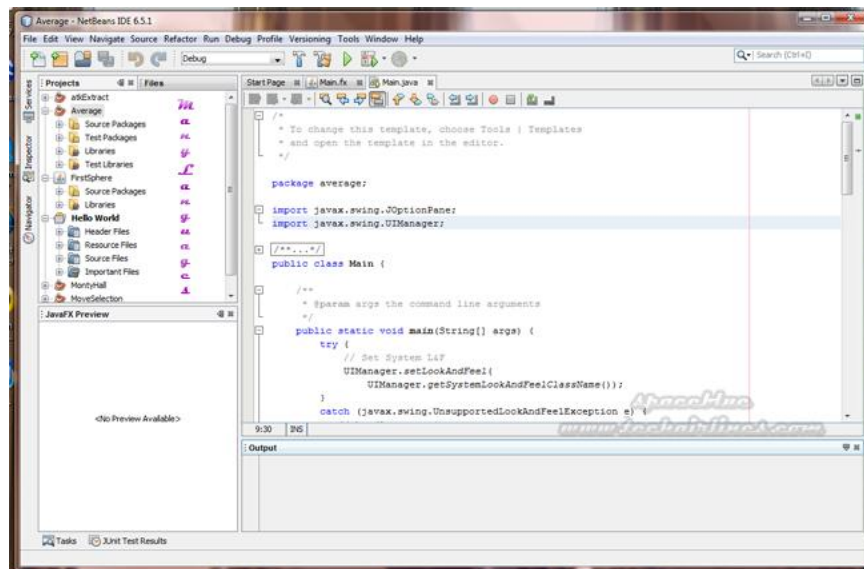 Average - NetBeans IDE 6.5.1
File Edit View Navigate Source Refactor Run Debug Profile Versioning Tools Window Help
Debug
Search (Ctrl+I)
Services
Inspector
Navigator
Projects
Files
atkExtract
Average
Source Packages
Test Packages
Libraries
Test Libraries
FirstSphere
Source Packages
Libraries
Hello World
Header Files
Resource Files
Source Files
Important Files
MontyHall
MoveSelection
m
a
n
y
L
a
n
g
u
a
g
e
s
JavaFX Preview
<No Preview Available>
Start Page
Main.fx
Main.java
/*
* To change this template, choose Tools | Templates
* and open the template in the editor.
*/
package average;
import javax.swing.JOptionPane;
import javax.swing.UIManager;
/**...*/
public class Main {
/**
* @param args the command line arguments
*/
public static void main(String[] args) {
try {
// Set System L&F
UIManager.setLookAndFeel(
UIManager.getSystemLookAndFeelClassName());
}
catch (javax.swing.UnsupportedLookAndFeelException e) {
www.techairlines.com
9:30 INS
Output
Tasks
JUnit Test Results